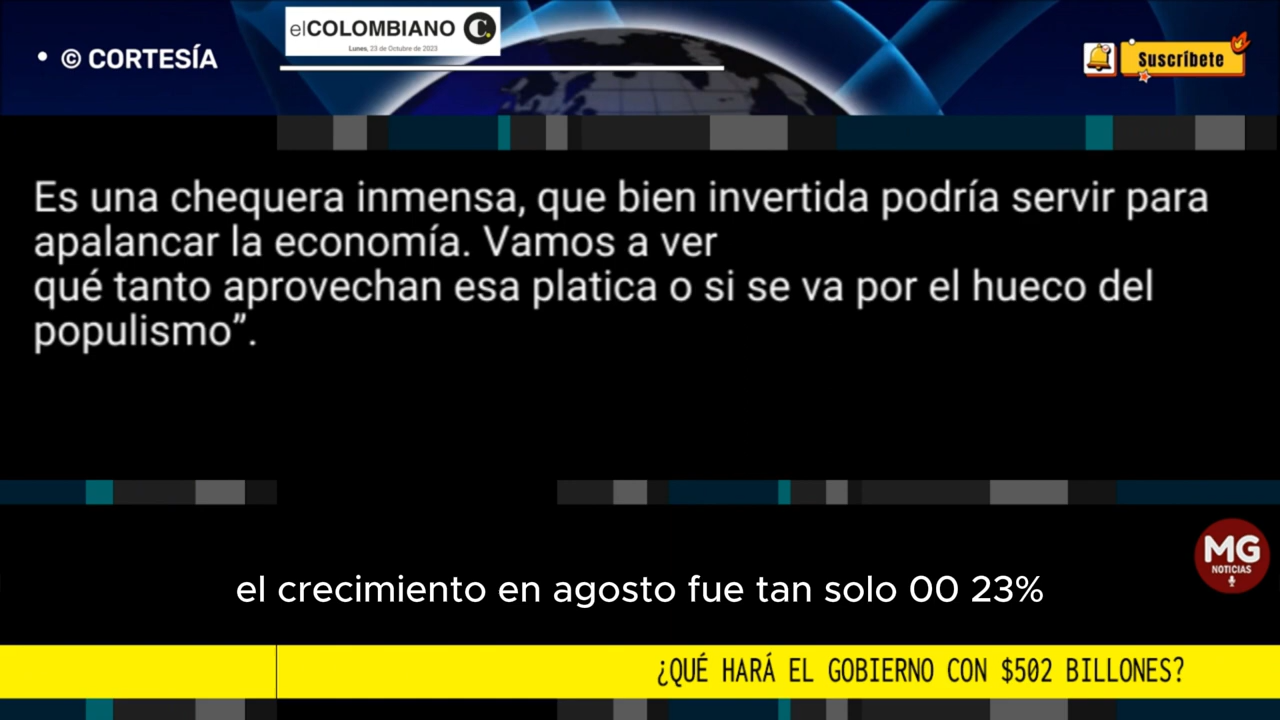 • © CORTESÍA
elCOLOMBIANO C.
Lunes, 23 de Octubre de 2023
Suscríbete
Es una chequera inmensa, que bien invertida podría servir para
apalancar la economía. Vamos a ver
qué tanto aprovechan esa platica o si se va por el hueco del
populismo”.
MG
NOTICIAS
el crecimiento en agosto fue tan solo 00 23%
¿QUÉ HARÁ EL GOBIERNO CON $502 BILLONES?